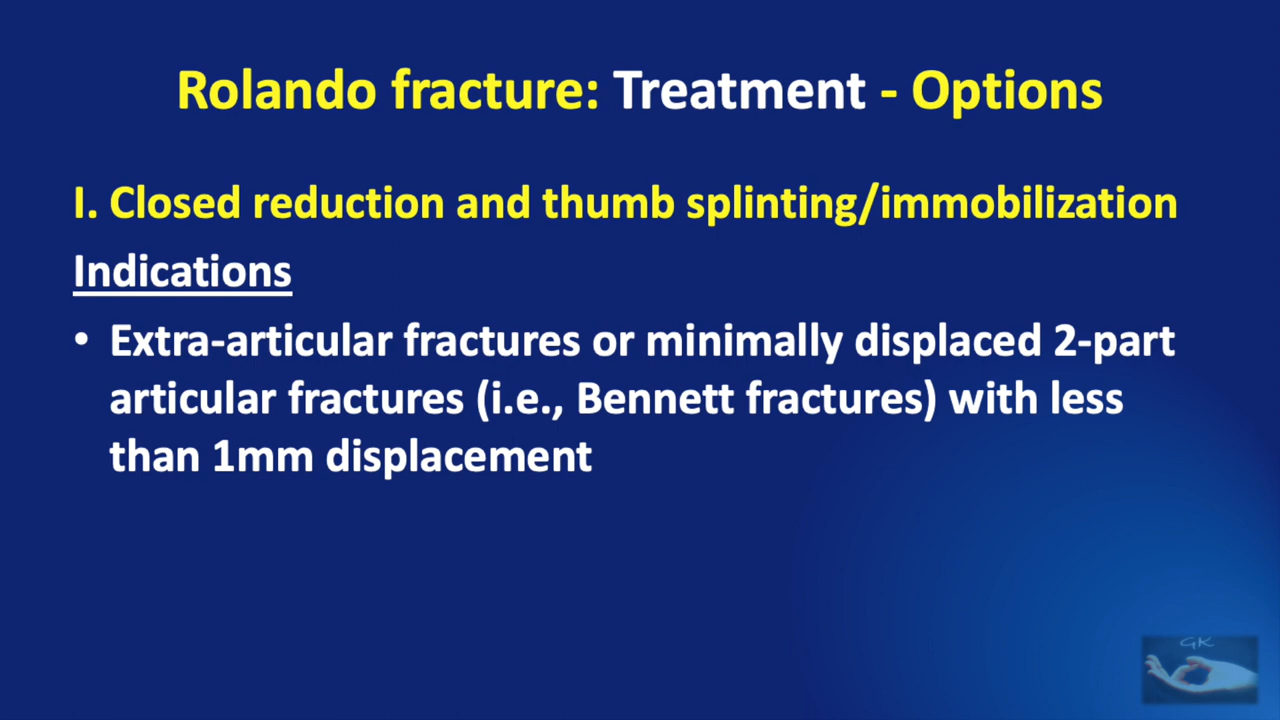 Rolando fracture: Treatment - Options
I. Closed reduction and thumb splinting/immobilization
Indications
• Extra-articular fractures or minimally displaced 2-part
articular fractures (i.e., Bennett fractures) with less
than 1mm displacement
GK